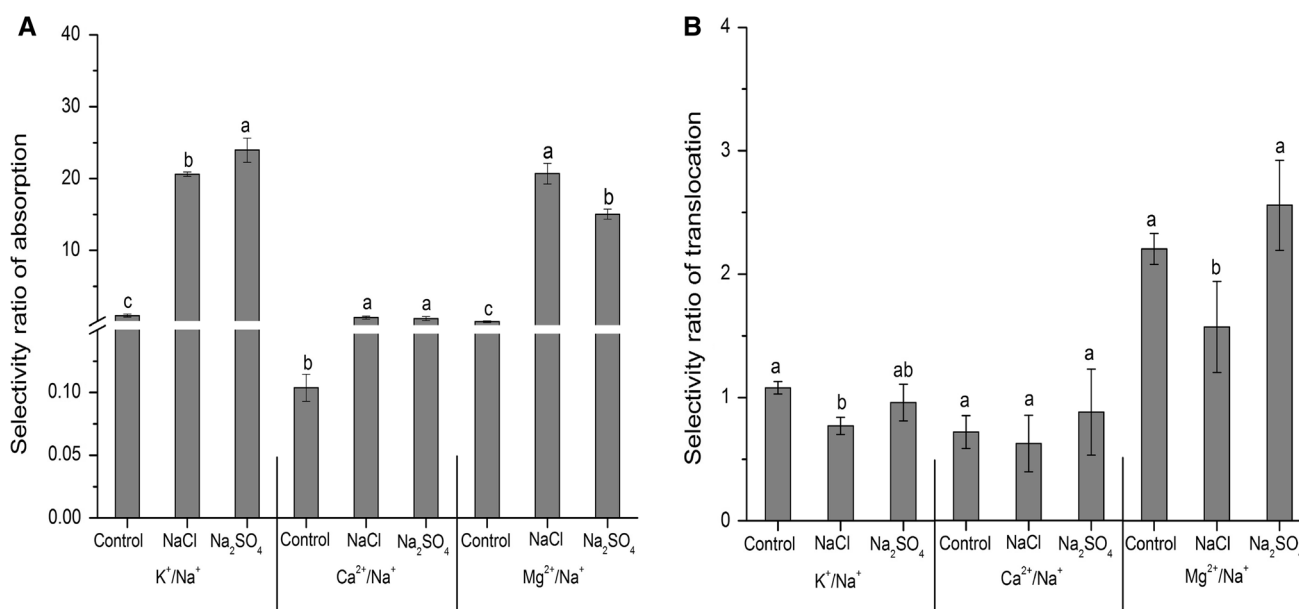 A
Selectivity ratio of absorption
40
30
20
10
0.10
0.05
0.00
c
b
a
b
a
a
c
a
b
Control NaCl Na₂SO₄ Control NaCl Na₂SO₄ Control NaCl Na₂SO₄
K⁺/Na⁺ Ca²⁺/Na⁺ Mg²⁺/Na⁺
B
Selectivity ratio of translocation
4
3
2
1
0
a
b
ab
a
a
a
a
b
a
Control NaCl Na₂SO₄ Control NaCl Na₂SO₄ Control NaCl Na₂SO₄
K⁺/Na⁺ Ca²⁺/Na⁺ Mg²⁺/Na⁺